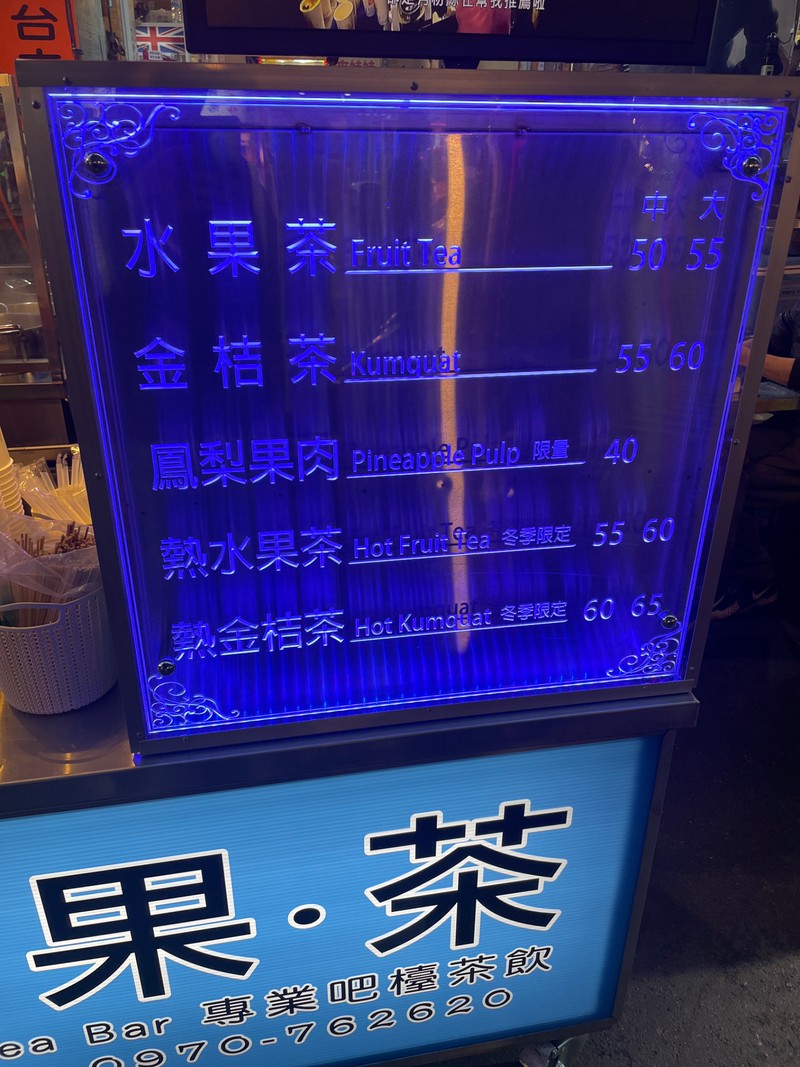 台
中 大
水果茶 Fruit Tea 50 55
金桔茶 Kumquat 55 60
鳳梨果肉 Pineapple Pulp 限量 40
熱水果茶 Hot Fruit Tea 冬季限定 55 60
熱金桔茶 Hot Kumquat 冬季限定 60 65
果·茶
ea Bar 專業吧檯茶飲
0970-762620